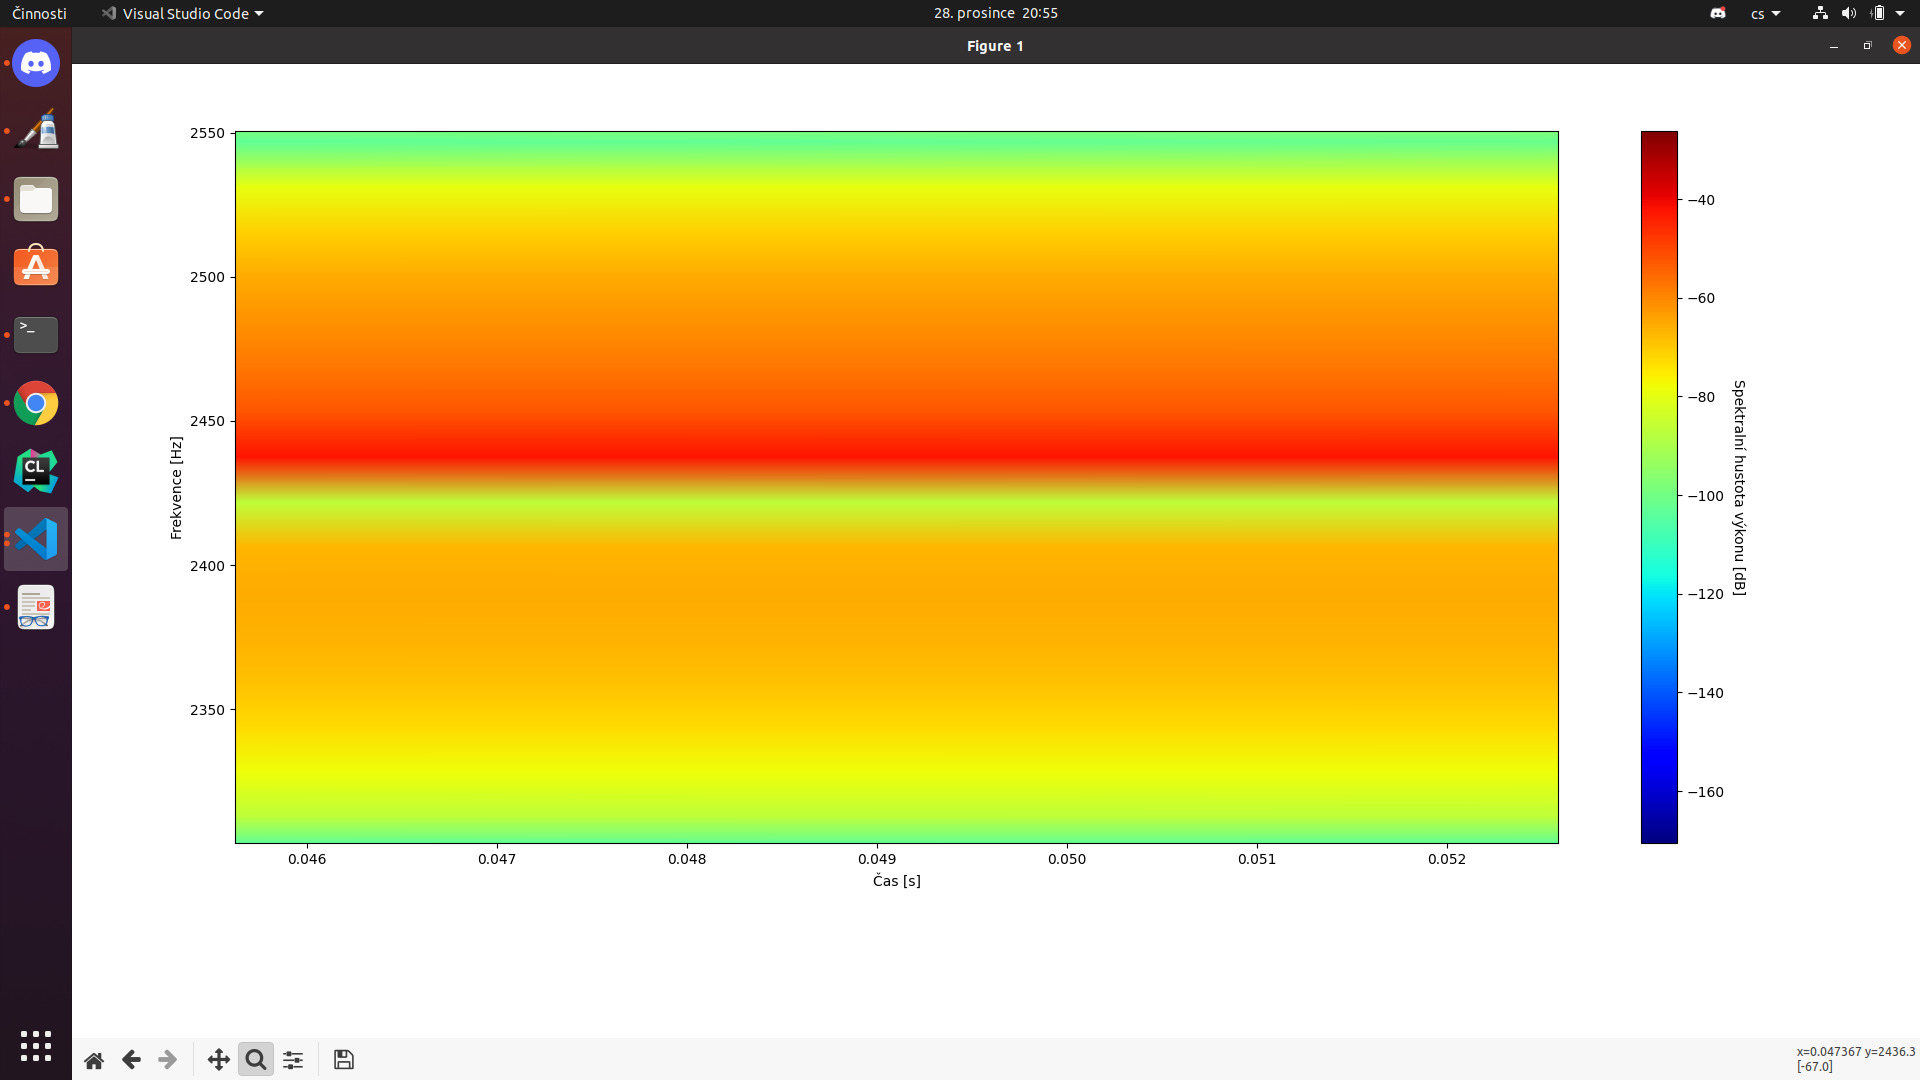 Činnosti
Visual Studio Code
28. prosince 20:55
cs
Figure 1
2550
2500
2450
2400
2350
Frekvence [Hz]
0.046
0.047
0.048
0.049
0.050
0.051
0.052
Čas [s]
−40
−60
−80
−100
−120
−140
−160
Spektralní hustota výkonu [dB]
>_
CL
x=0.047367 y=2436.3
[-67.0]